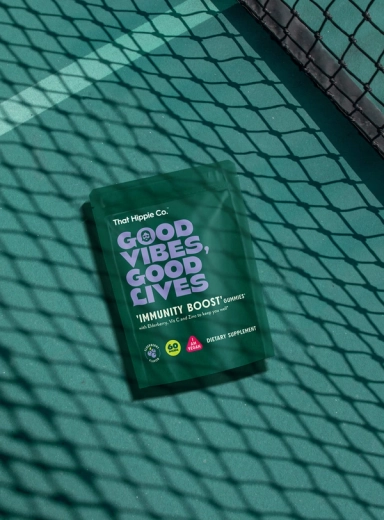 That Hippie Co.
GOOD
VIBES,
GOOD
LIVES
'IMMUNITY BOOST' GUMMIES*
with Elderberry, Vit C and Zinc to keep you well*
60
VEGAN
DIETARY SUPPLEMENT